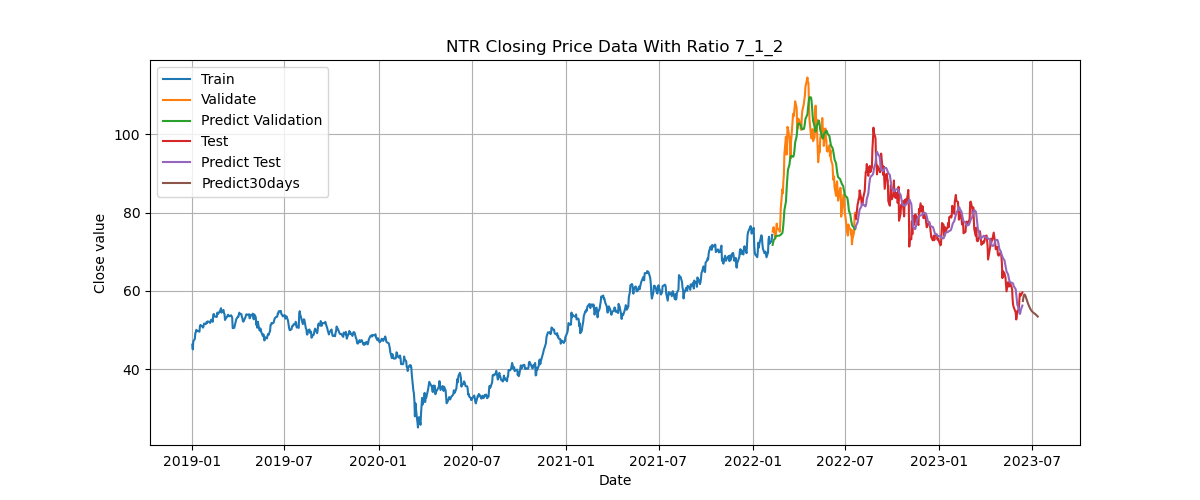 NTR Closing Price Data With Ratio 7_1_2
Train
Validate
Predict Validation
Test
Predict Test
Predict30days
Close value
100
80
60
40
2019-01
2019-07
2020-01
2020-07
2021-01
2021-07
2022-01
2022-07
2023-01
2023-07
Date